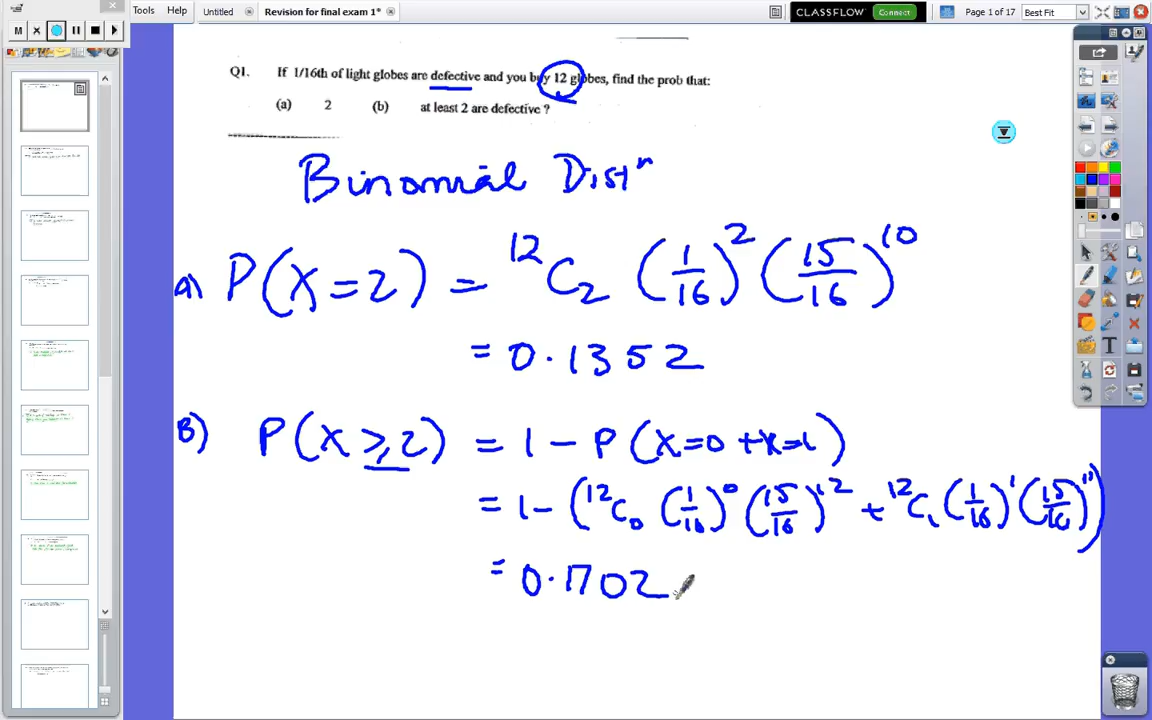 Tools Help Untitled Revision for final exam 1* CLASSFLOW Connect Page 1 of 17 Best Fit
M
Q1. If 1/16th of light globes are defective and you buy 12 globes, find the prob that:
(a) 2 (b) at least 2 are defective ?
Binomial Distⁿ
a) P(X=2) = ¹²C₂ (1/16)² (15/16)¹⁰
= 0.1352
B) P(X≥2) = 1 - P(X=0 + X=1)
= 1 - (¹²C₀ (1/16)⁰ (15/16)¹² + ¹²C₁ (1/16)¹ (15/16)¹¹)
= 0.1702